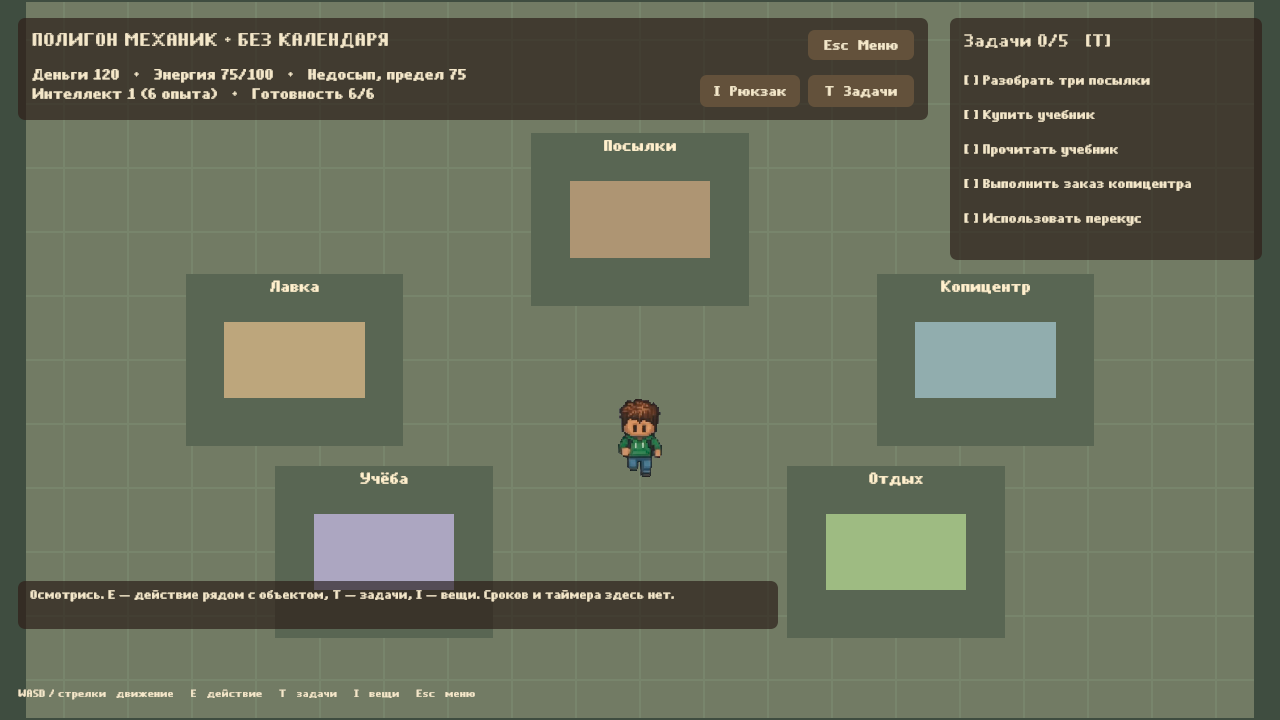 ПОЛИГОН МЕХАНИК • БЕЗ КАЛЕНДАРЯ
Деньги 120 • Энергия 75/100 • Недосып, предел 75
Интеллект 1 (6 опыта) • Готовность 6/6
Esc Меню
I Рюкзак
T Задачи
Задачи 0/5 [T]
[ ] Разобрать три посылки
[ ] Купить учебник
[ ] Прочитать учебник
[ ] Выполнить заказ копицентра
[ ] Использовать перекус
Посылки
Лавка
Копицентр
Учёба
Отдых
Осмотрись. E — действие рядом с объектом, T — задачи, I — вещи. Сроков и таймера здесь нет.
WASD / стрелки движение E действие T задачи I вещи Esc меню